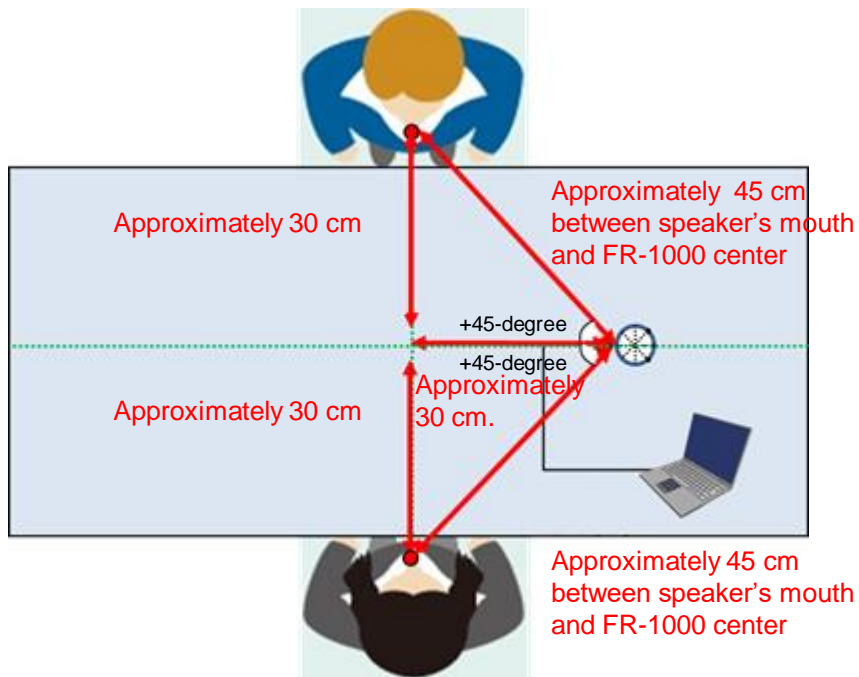 Approximately 30 cm
Approximately  45 cm
between speaker’s mouth
and FR-1000 center
+45-degree
+45-degree
Approximately
30 cm.
Approximately 30 cm
Approximately 45 cm
between speaker’s mouth
and FR-1000 center